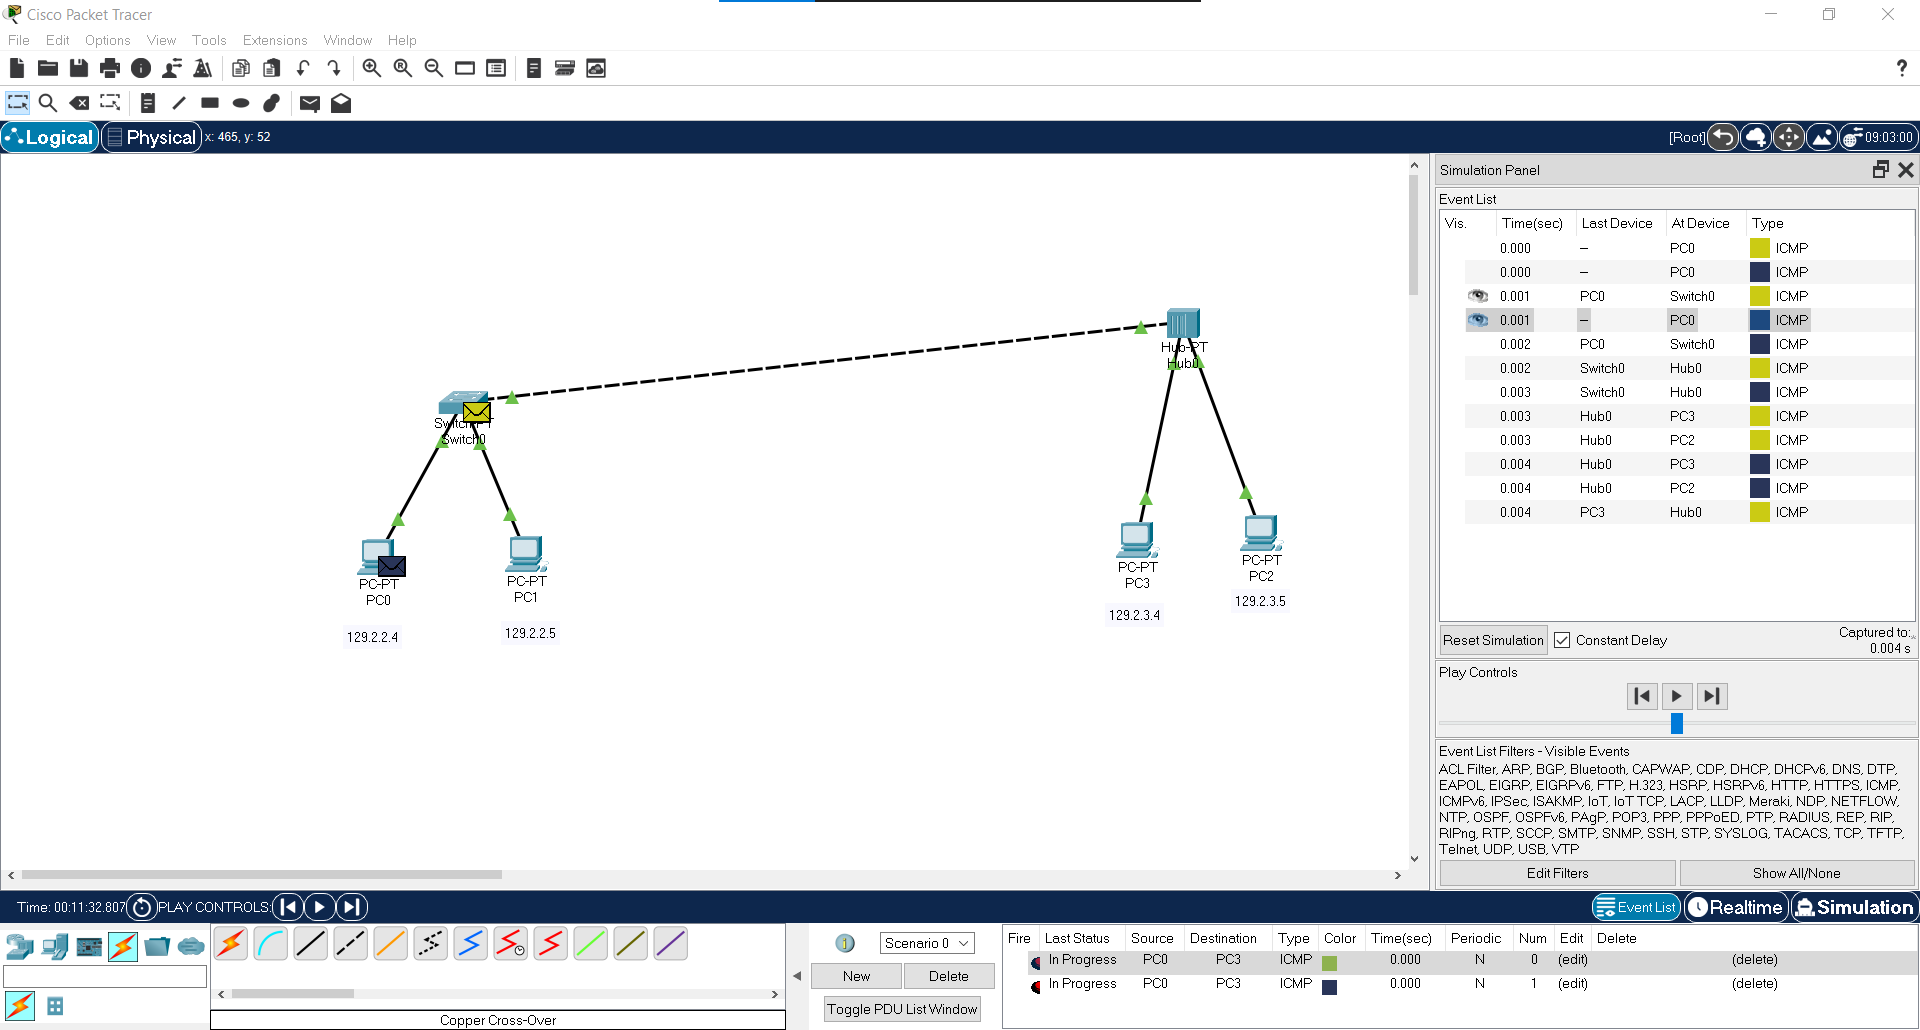 Cisco Packet Tracer
File Edit Options View Tools Extensions Window Help
?
Logical Physical x: 465, y: 52 [Root] 09:03:00
Hub-PT
Hub0
Switch0
PC-PT
PC0
129.2.2.4
PC-PT
PC1
129.2.2.5
PC-PT
PC3
129.2.3.4
PC-PT
PC2
129.2.3.5
Simulation Panel
Event List
Vis. Time(sec) Last Device At Device Type
0.000 -- PC0 ICMP
0.000 -- PC0 ICMP
0.001 PC0 Switch0 ICMP
0.001 -- PC0 ICMP
0.002 PC0 Switch0 ICMP
0.002 Switch0 Hub0 ICMP
0.003 Switch0 Hub0 ICMP
0.003 Hub0 PC3 ICMP
0.003 Hub0 PC2 ICMP
0.004 Hub0 PC3 ICMP
0.004 Hub0 PC2 ICMP
0.004 PC3 Hub0 ICMP
Reset Simulation Constant Delay Captured to:
0.004 s
Play Controls
Event List Filters - Visible Events
ACL Filter, ARP, BGP, Bluetooth, CAPWAP, CDP, DHCP, DHCPv6, DNS, DTP,
EAPOL, EIGRP, EIGRPv6, FTP, H.323, HSRP, HSRPv6, HTTP, HTTPS, ICMP,
ICMPv6, IPSec, ISAKMP, IoT, IoT TCP, LACP, LLDP, Meraki, NDP, NETFLOW,
NTP, OSPF, OSPFv6, PAgP, POP3, PPP, PPPoED, PTP, RADIUS, REP, RIP,
RIPng, RTP, SCCP, SMTP, SNMP, SSH, STP, SYSLOG, TACACS, TCP, TFTP,
Telnet, UDP, USB, VTP
Edit Filters Show All/None
Time: 00:11:32.807 PLAY CONTROLS: Event List Realtime Simulation
Copper Cross-Over
1 Scenario 0
New Delete
Toggle PDU List Window
Fire Last Status Source Destination Type Color Time(sec) Periodic Num Edit Delete
In Progress PC0 PC3 ICMP 0.000 N 0 (edit) (delete)
In Progress PC0 PC3 ICMP 0.000 N 1 (edit) (delete)